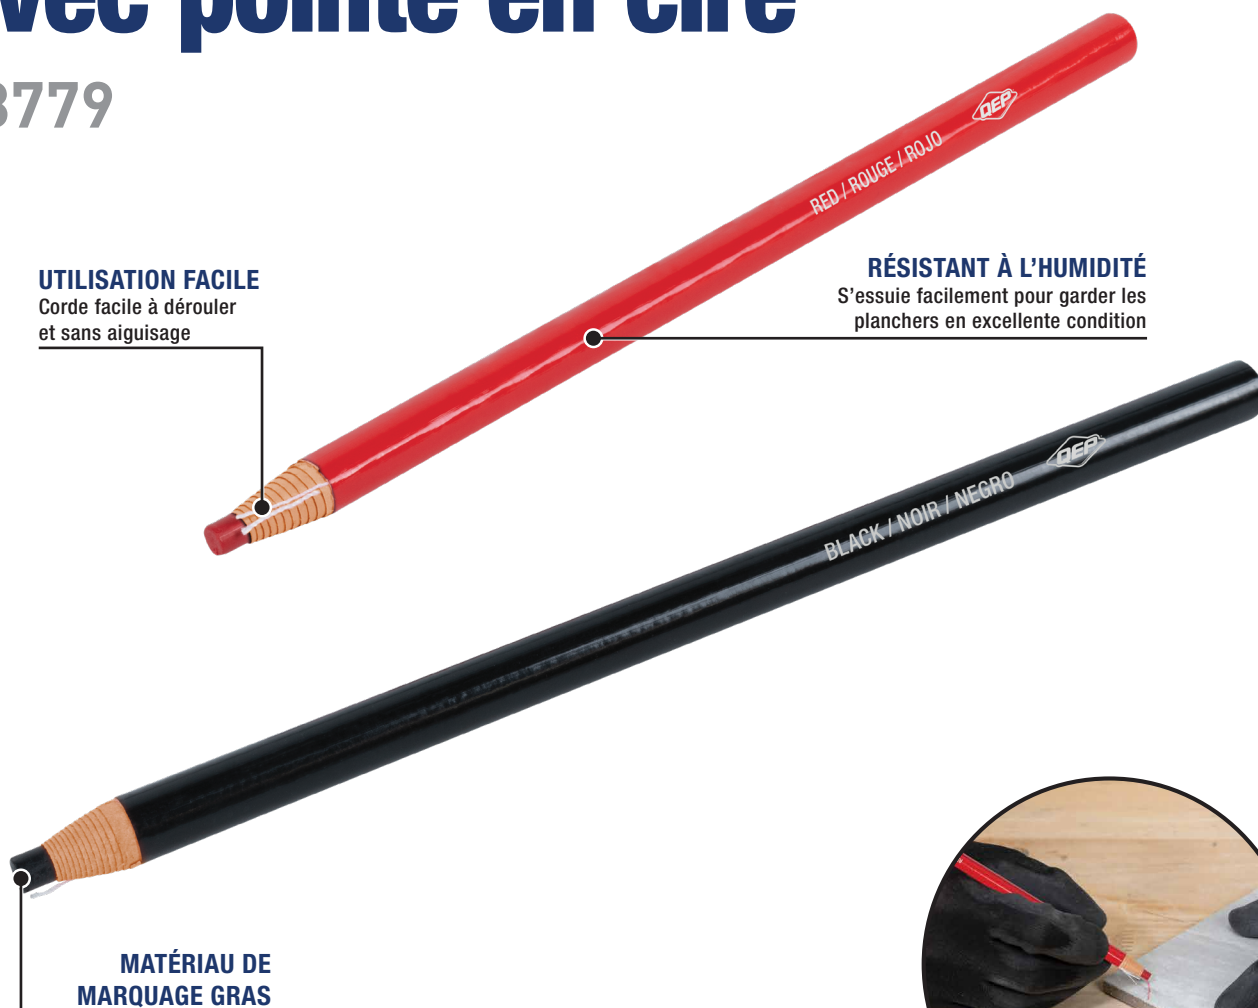 vec pointe en cire
3779
QEP
RED / ROUGE / ROJO
UTILISATION FACILE
Corde facile à dérouler
et sans aiguisage
RÉSISTANT À L’HUMIDITÉ
S’essuie facilement pour garder les
planchers en excellente condition
QEP
BLACK / NOIR / NEGRO
MATÉRIAU DE
MARQUAGE GRAS